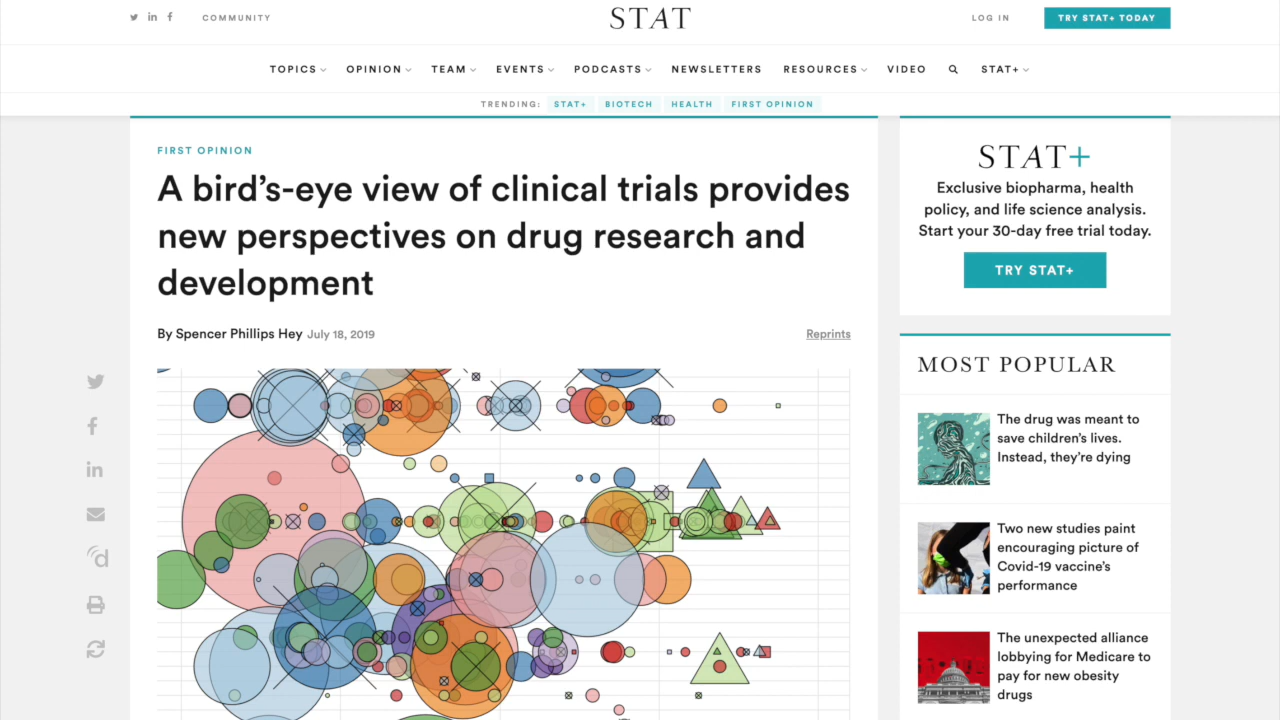 COMMUNITY
STAT
LOG IN
TRY STAT+ TODAY
TOPICS
OPINION
TEAM
EVENTS
PODCASTS
NEWSLETTERS
RESOURCES
VIDEO
STAT+
TRENDING:
STAT+
BIOTECH
HEALTH
FIRST OPINION
FIRST OPINION
A bird’s-eye view of clinical trials provides
new perspectives on drug research and
development
By Spencer Phillips Hey July 18, 2019
Reprints
STAT+
Exclusive biopharma, health
policy, and life science analysis.
Start your 30-day free trial today.
TRY STAT+
MOST POPULAR
The drug was meant to
save children’s lives.
Instead, they’re dying
Two new studies paint
encouraging picture of
Covid-19 vaccine’s
performance
The unexpected alliance
lobbying for Medicare to
pay for new obesity
drugs